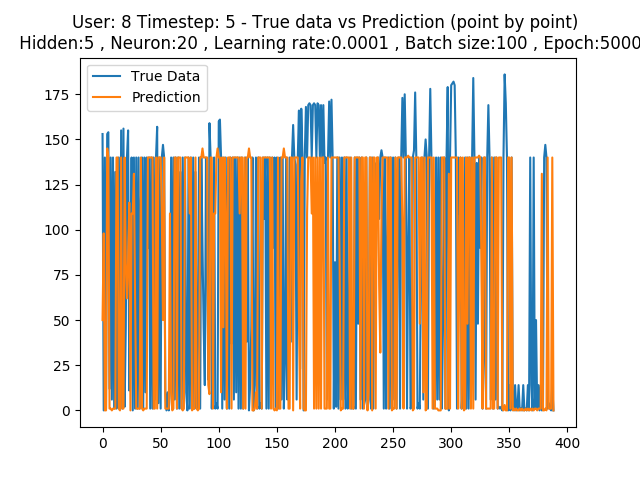 User: 8 Timestep: 5 - True data vs Prediction (point by point)
Hidden:5 , Neuron:20 , Learning rate:0.0001 , Batch size:100 , Epoch:5000
True Data
Prediction
175
150
125
100
75
50
25
0
0 50 100 150 200 250 300 350 400